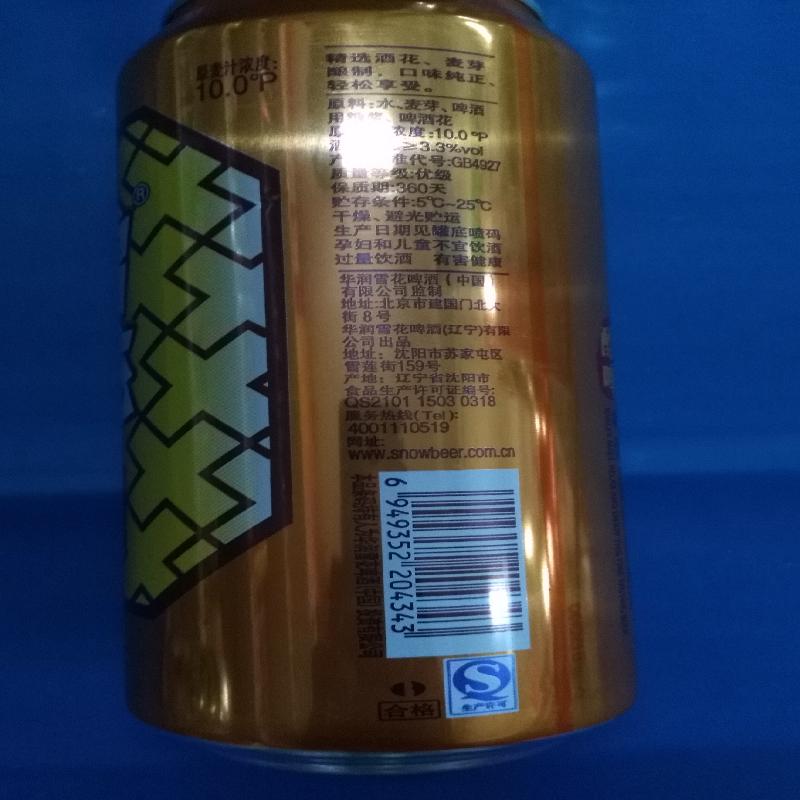 原麦汁浓度:
10.0°P
精选酒花、麦芽
酿制，口味纯正、
轻松享受。
原料:水、麦芽、啤酒
用糖浆、啤酒花
原 浓度:10.0 °P
酒 ≥3.3%vol
产 准代号:GB4927
质量等级:优级
保质期:360天
贮存条件:5℃~25℃
干燥、避光贮运
生产日期见罐底喷码
孕妇和儿童不宜饮酒
过量饮酒 有害健康
华润雪花啤酒（中国）
有限公司监制
地址:北京市建国门北大
街8号
华润雪花啤酒(辽宁)有限
公司出品
地址：沈阳市苏家屯区
雪莲街159号
产地：辽宁省沈阳市
食品生产许可证编号:
QS2101 1503 0318
服务热线(Tel):
4001110519
网址:
www.snowbeer.com.cn
6 949352 204343
合格
生产许可
®